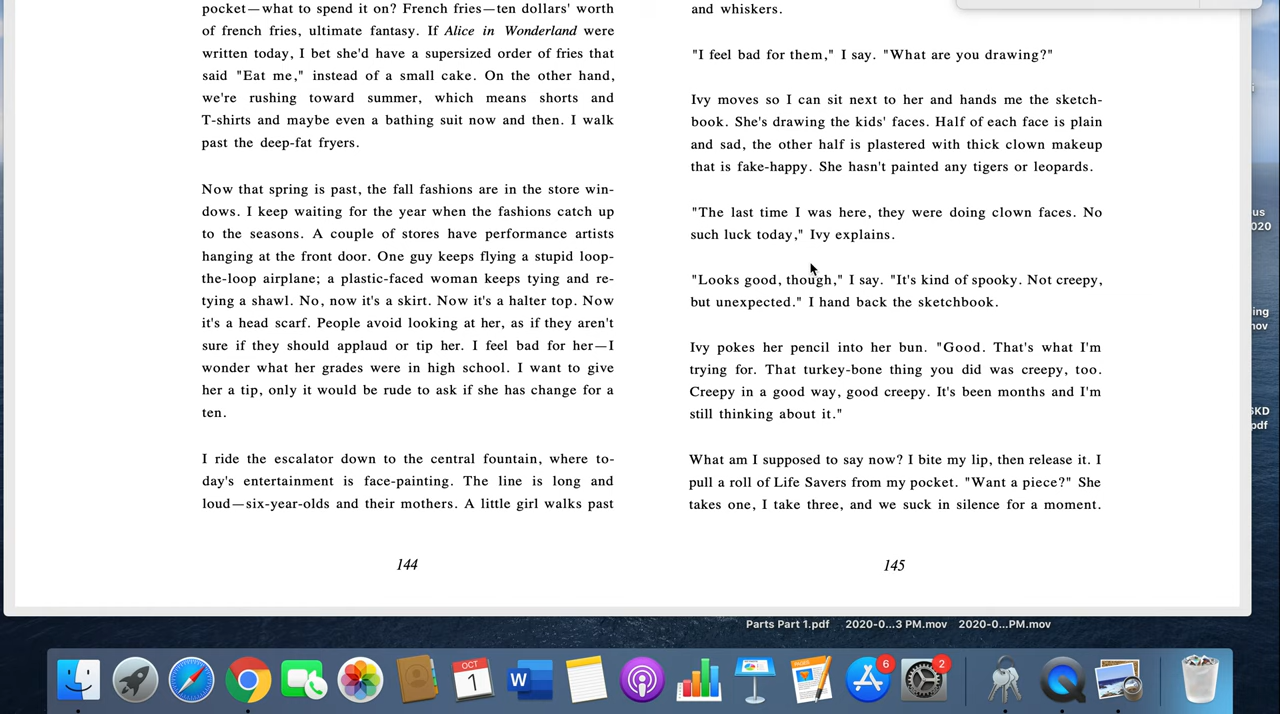 pocket—what to spend it on? French fries—ten dollars' worth
of french fries, ultimate fantasy. If Alice in Wonderland were
written today, I bet she'd have a supersized order of fries that
said "Eat me," instead of a small cake. On the other hand,
we're rushing toward summer, which means shorts and
T-shirts and maybe even a bathing suit now and then. I walk
past the deep-fat fryers.
Now that spring is past, the fall fashions are in the store win-
dows. I keep waiting for the year when the fashions catch up
to the seasons. A couple of stores have performance artists
hanging at the front door. One guy keeps flying a stupid loop-
the-loop airplane; a plastic-faced woman keeps tying and re-
tying a shawl. No, now it's a skirt. Now it's a halter top. Now
it's a head scarf. People avoid looking at her, as if they aren't
sure if they should applaud or tip her. I feel bad for her—I
wonder what her grades were in high school. I want to give
her a tip, only it would be rude to ask if she has change for a
ten.
I ride the escalator down to the central fountain, where to-
day's entertainment is face-painting. The line is long and
loud—six-year-olds and their mothers. A little girl walks past
144
and whiskers.
"I feel bad for them," I say. "What are you drawing?"
Ivy moves so I can sit next to her and hands me the sketch-
book. She's drawing the kids' faces. Half of each face is plain
and sad, the other half is plastered with thick clown makeup
that is fake-happy. She hasn't painted any tigers or leopards.
"The last time I was here, they were doing clown faces. No
such luck today," Ivy explains.
"Looks good, though," I say. "It's kind of spooky. Not creepy,
but unexpected." I hand back the sketchbook.
Ivy pokes her pencil into her bun. "Good. That's what I'm
trying for. That turkey-bone thing you did was creepy, too.
Creepy in a good way, good creepy. It's been months and I'm
still thinking about it."
What am I supposed to say now? I bite my lip, then release it. I
pull a roll of Life Savers from my pocket. "Want a piece?" She
takes one, I take three, and we suck in silence for a moment.
145
us
020
ing
mov
KD
pdf
Parts Part 1.pdf 2020-0...3 PM.mov 2020-0...PM.mov
OCT
1
W
PAGES
6
2